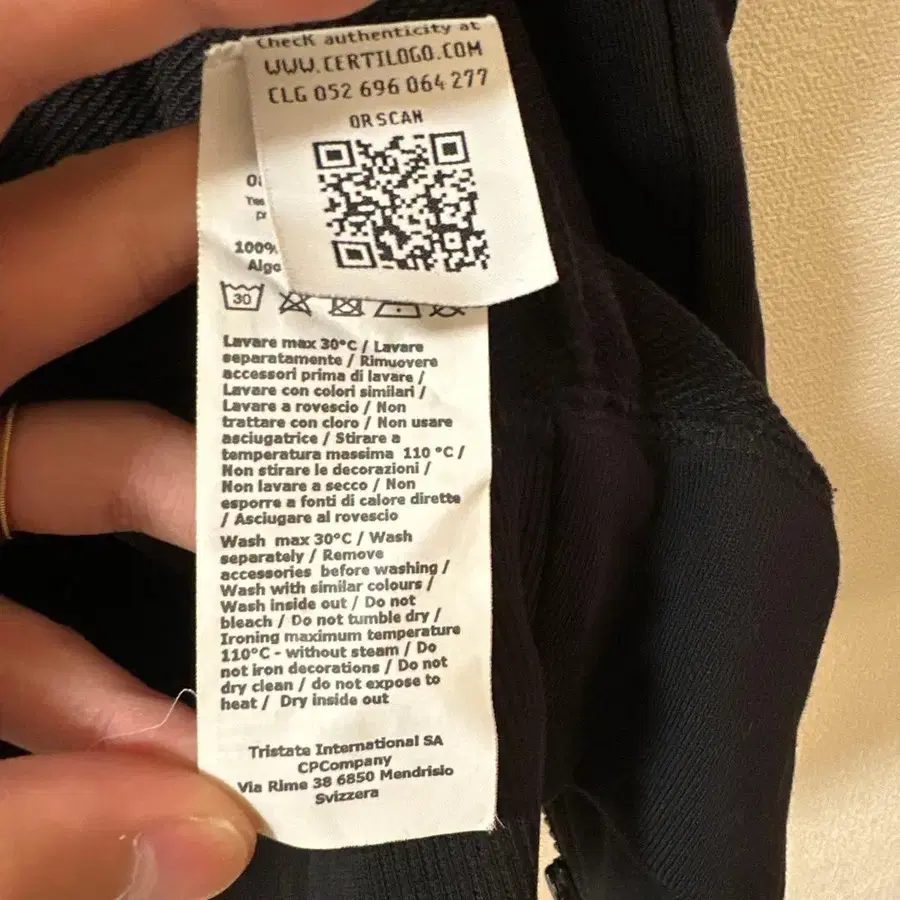 Check authenticity at
WWW.CERTILOGO.COM
CLG 052 696 064 277
OR SCAN
Yes
100%
Algo
30
Lavare max 30°C / Lavare
separatamente / Rimuovere
accessori prima di lavare /
Lavare con colori similari /
Lavare a rovescio / Non
trattare con cloro / Non usare
asciugatrice / Stirare a
temperatura massima 110 °C /
Non stirare le decorazioni /
Non lavare a secco / Non
esporre a fonti di calore dirette
/ Asciugare al rovescio
Wash max 30°C / Wash
separately / Remove
accessories before washing /
Wash with similar colours /
Wash inside out / Do not
bleach / Do not tumble dry /
Ironing maximum temperature
110°C - without steam / Do
not iron decorations / Do not
dry clean / do not expose to
heat / Dry inside out
Tristate International SA
CPCompany
Via Rime 38 6850 Mendrisio
Svizzera